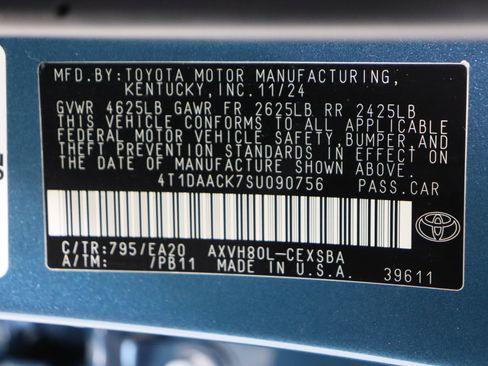 MFD. BY: TOYOTA MOTOR MANUFACTURING,
KENTUCKY, INC. 11/24
GVWR 4625LB GAWR FR 2625LB RR 2425LB
THIS VEHICLE CONFORMS TO ALL APPLICABLE
FEDERAL MOTOR VEHICLE SAFETY, BUMPER, AND
THEFT PREVENTION STANDARDS IN EFFECT ON
THE DATE OF MANUFACTURE SHOWN ABOVE.
4T1DAACK7SU090756 PASS.CAR
C/TR:795/EA20 AXVH80L-CEXSBA
A/TM: /PB11 MADE IN U.S.A. 39611